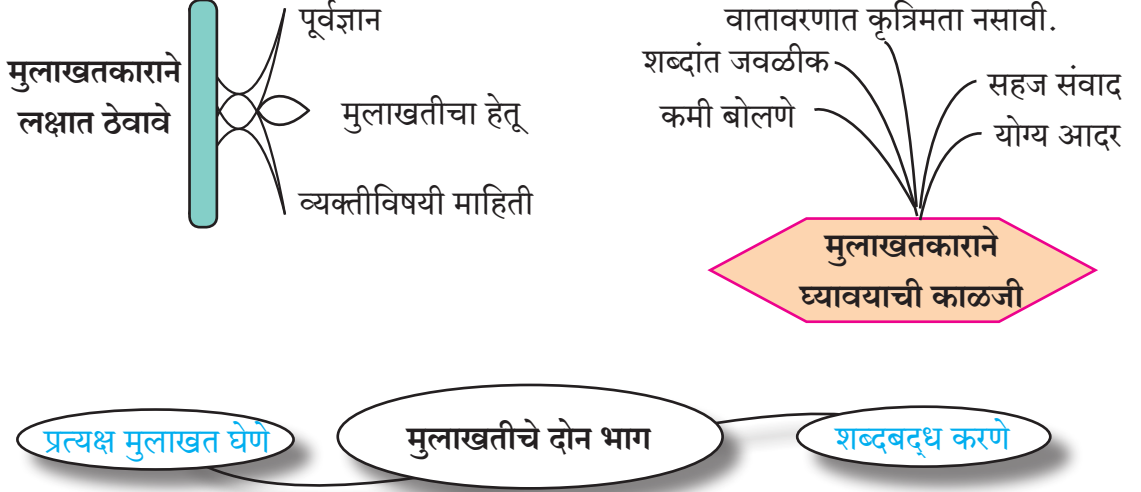 पूर्वज्ञान
मुलाखतकाराने
लक्षात ठेवावे
मुलाखतीचा हेतू
व्यक्तीविषयी माहिती
वातावरणात कृत्रिमता नसावी.
शब्दांत जवळीक
सहज संवाद
कमी बोलणे
योग्य आदर
मुलाखतकाराने
घ्यावयाची काळजी
प्रत्यक्ष मुलाखत घेणे
मुलाखतीचे दोन भाग
शब्दबद्ध करणे